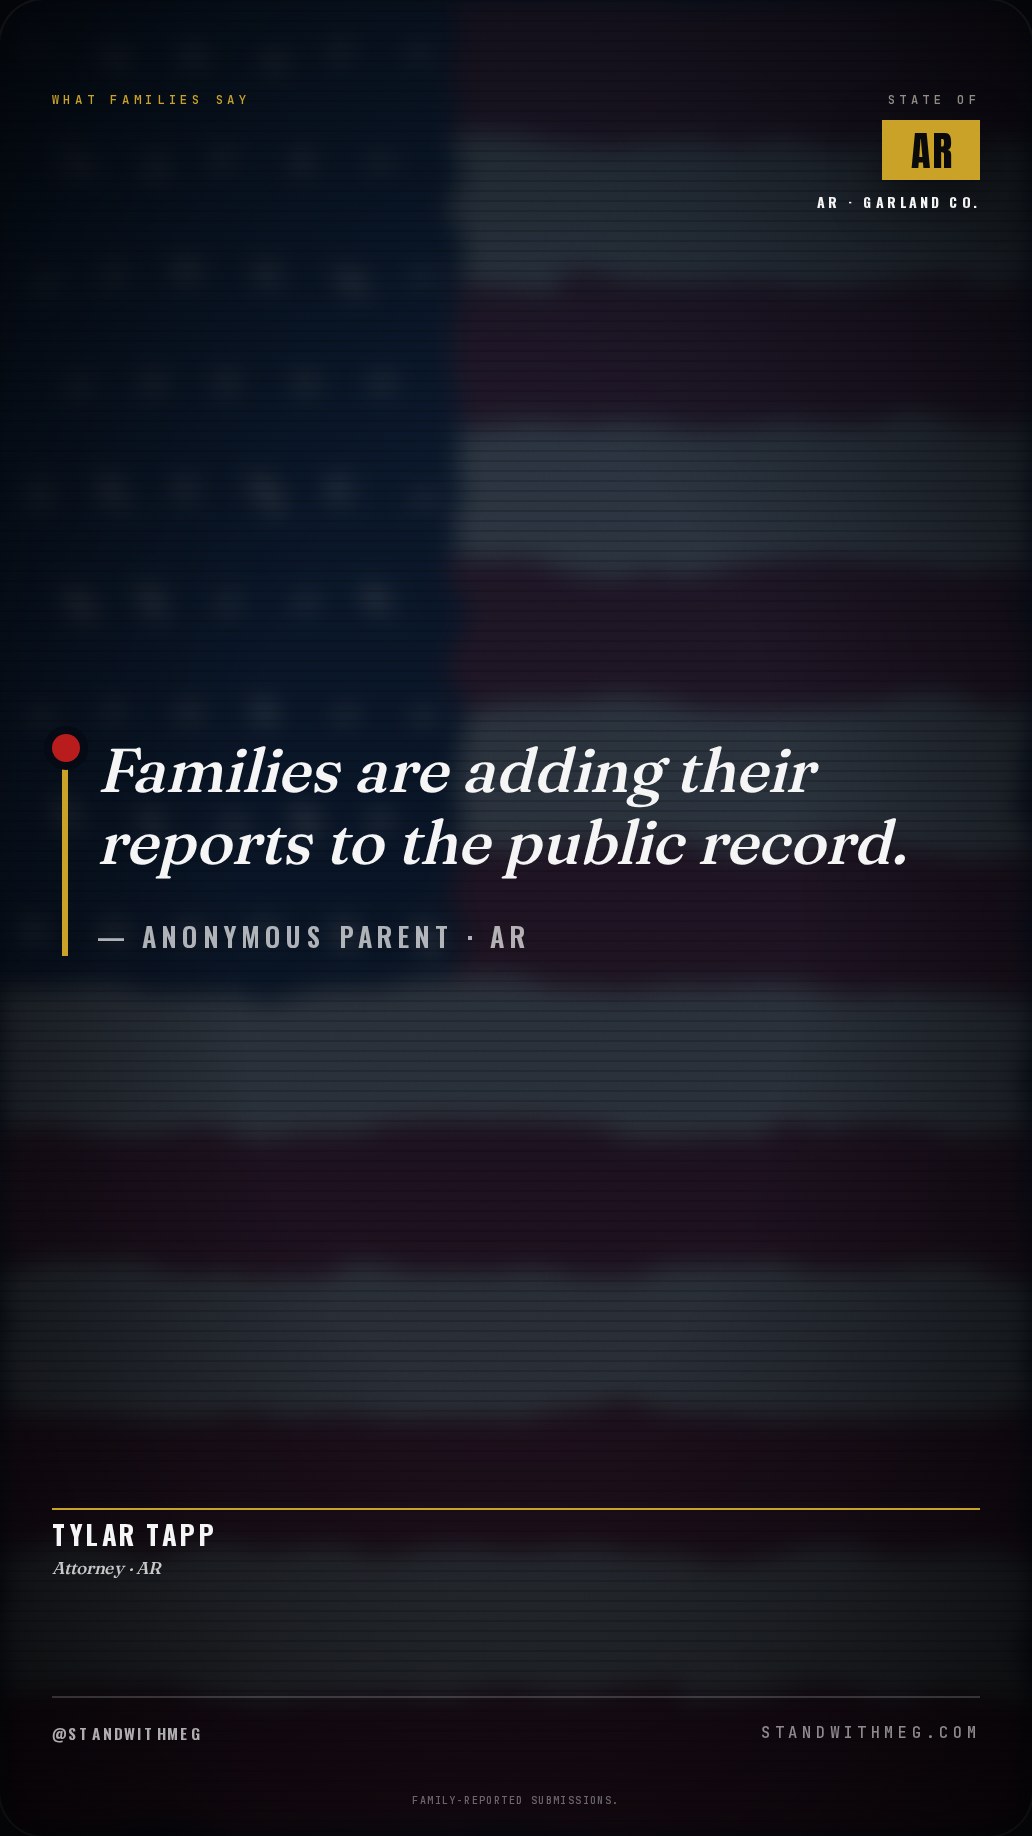 WHAT FAMILIES SAY
STATE OF
AR
AR · GARLAND CO.
Families are adding their
reports to the public record.
— ANONYMOUS PARENT · AR
TYLAR TAPP
Attorney · AR
@STANDWITHMEG
STANDWITHMEG.COM
FAMILY-REPORTED SUBMISSIONS.